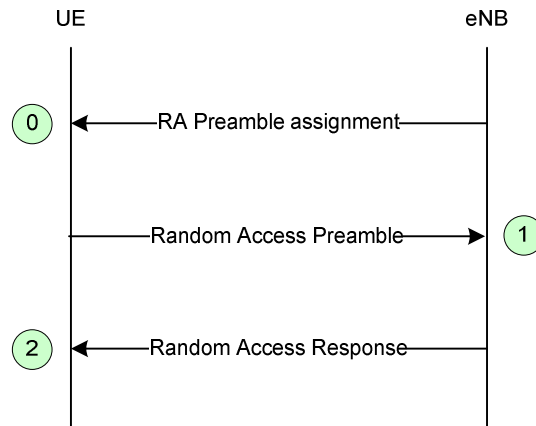 UE
eNB
0
RA Preamble assignment
Random Access Preamble
1
2
Random Access Response